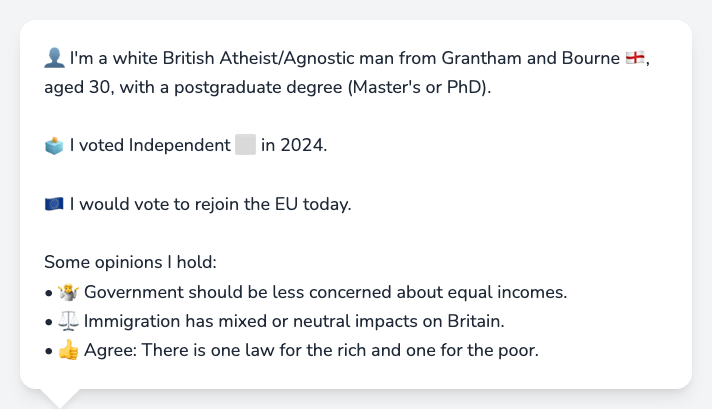 👤 I'm a white British Atheist/Agnostic man from Grantham and Bourne 🏴󠁧󠁢󠁥󠁮󠁧󠁿,
aged 30, with a postgraduate degree (Master's or PhD).
🗳️ I voted Independent ⬜ in 2024.
🇪🇺 I would vote to rejoin the EU today.
Some opinions I hold:
• 🤷 Government should be less concerned about equal incomes.
• ⚖️ Immigration has mixed or neutral impacts on Britain.
• 👍 Agree: There is one law for the rich and one for the poor.